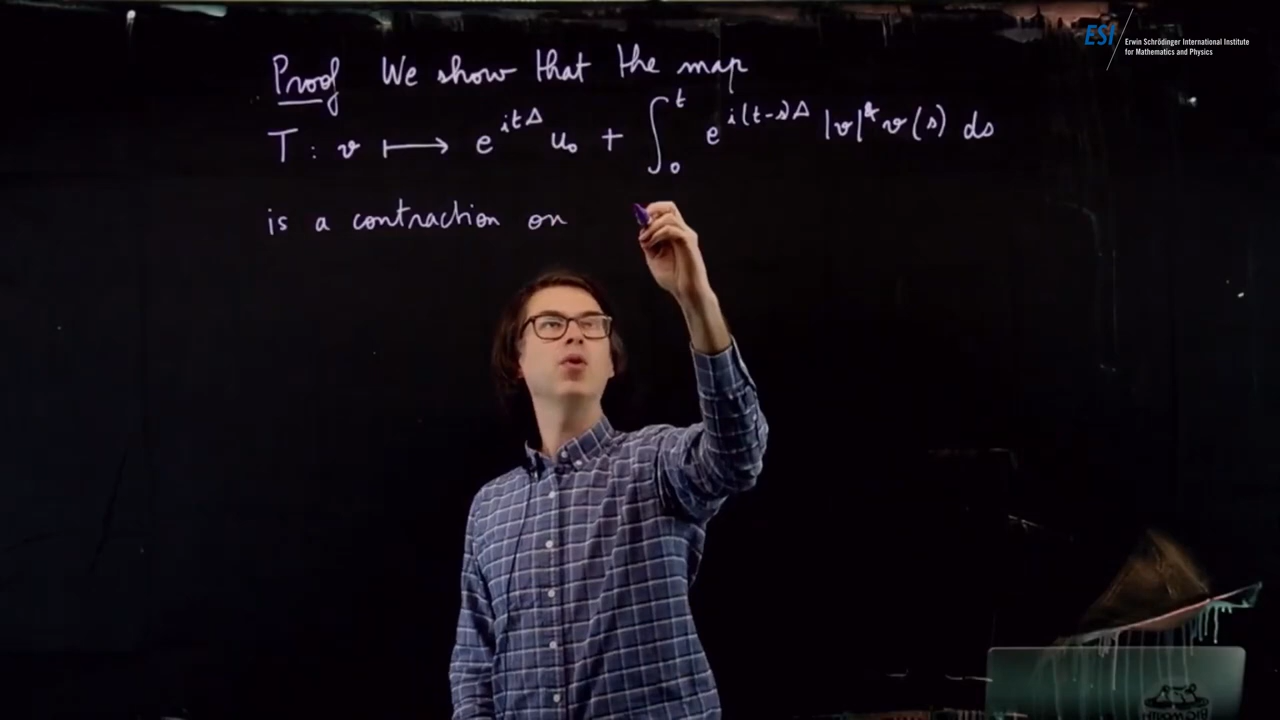 Proof We show that the map
T : v ⟼ e^{itΔ} u₀ + ∫₀^t e^{i(t-s)Δ} |v|⁴ v(s) ds
is a contraction on
ESI Erwin Schrödinger International Institute
for Mathematics and Physics